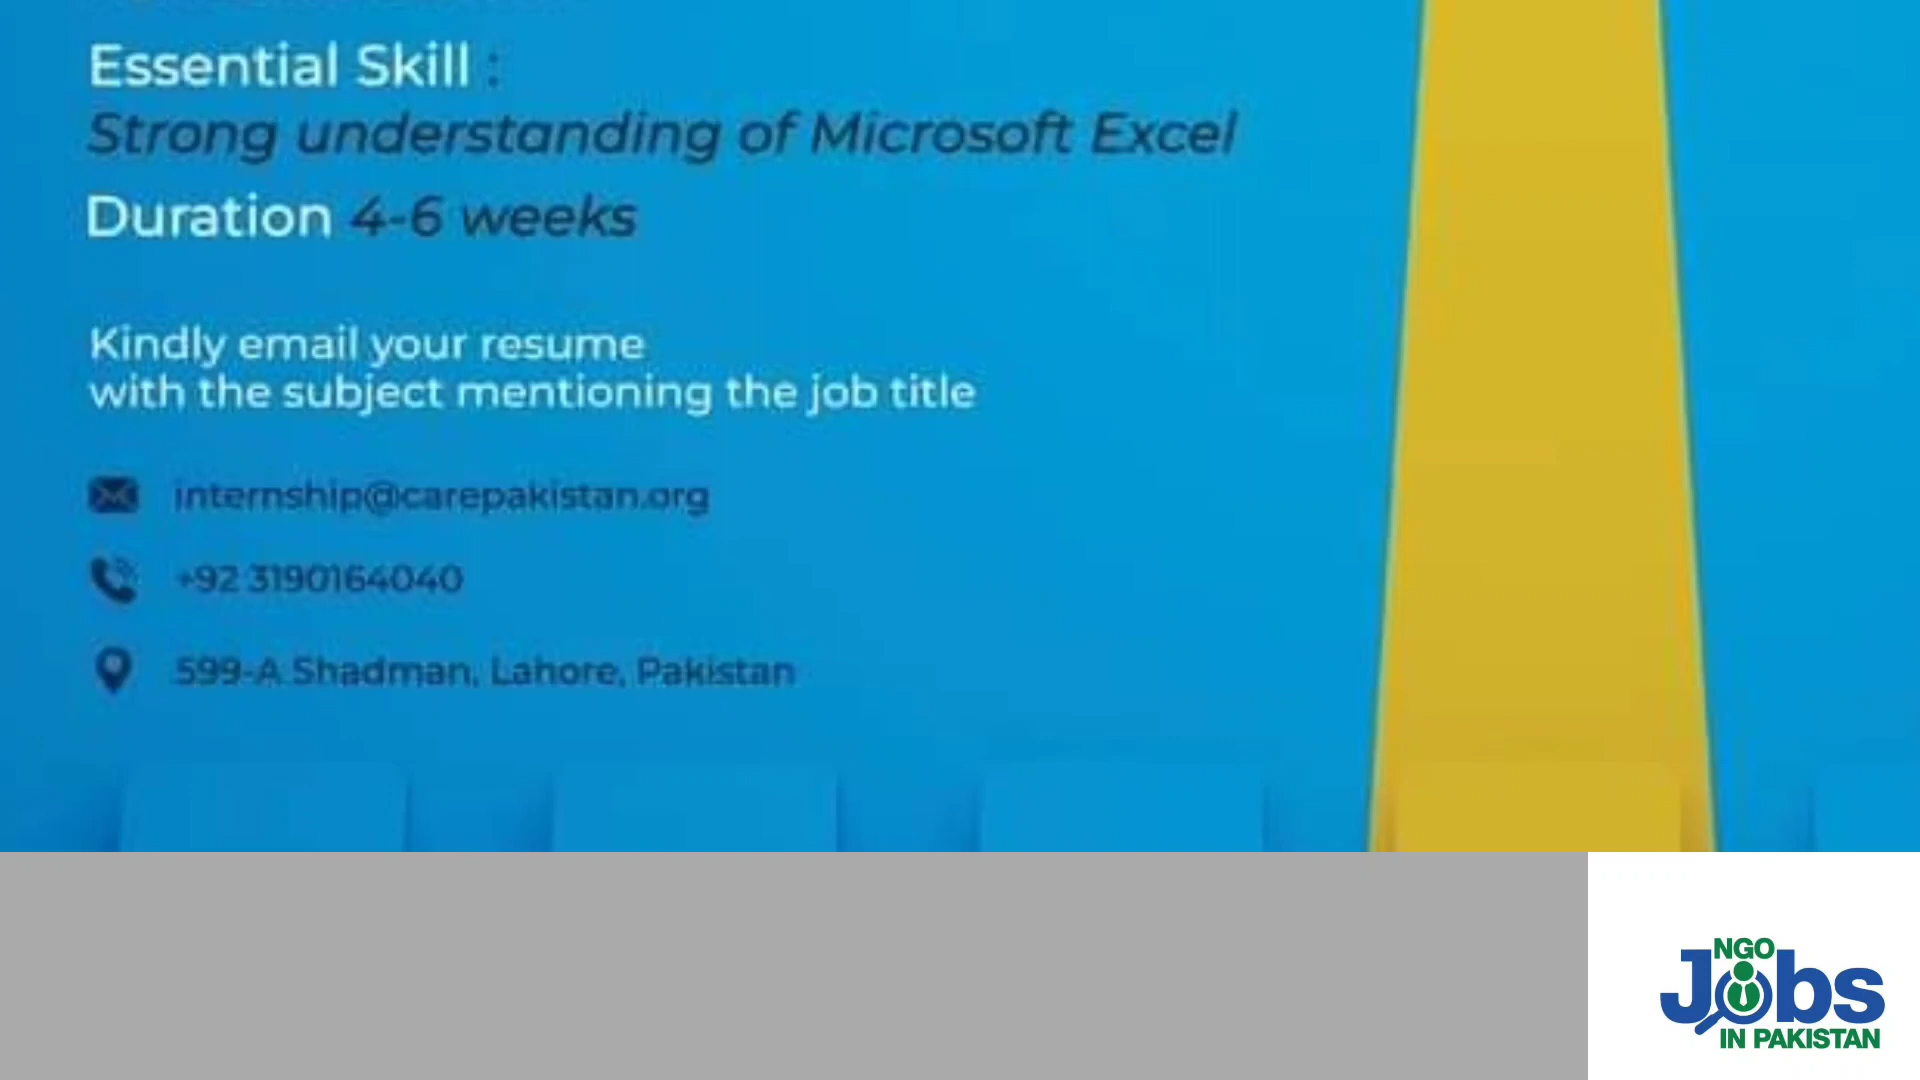 Essential Skill :
Strong understanding of Microsoft Excel
Duration 4-6 weeks
Kindly email your resume
with the subject mentioning the job title
internship@carepakistan.org
+92 3190164040
599-A Shadman, Lahore, Pakistan
NGO
Jobs
IN PAKISTAN